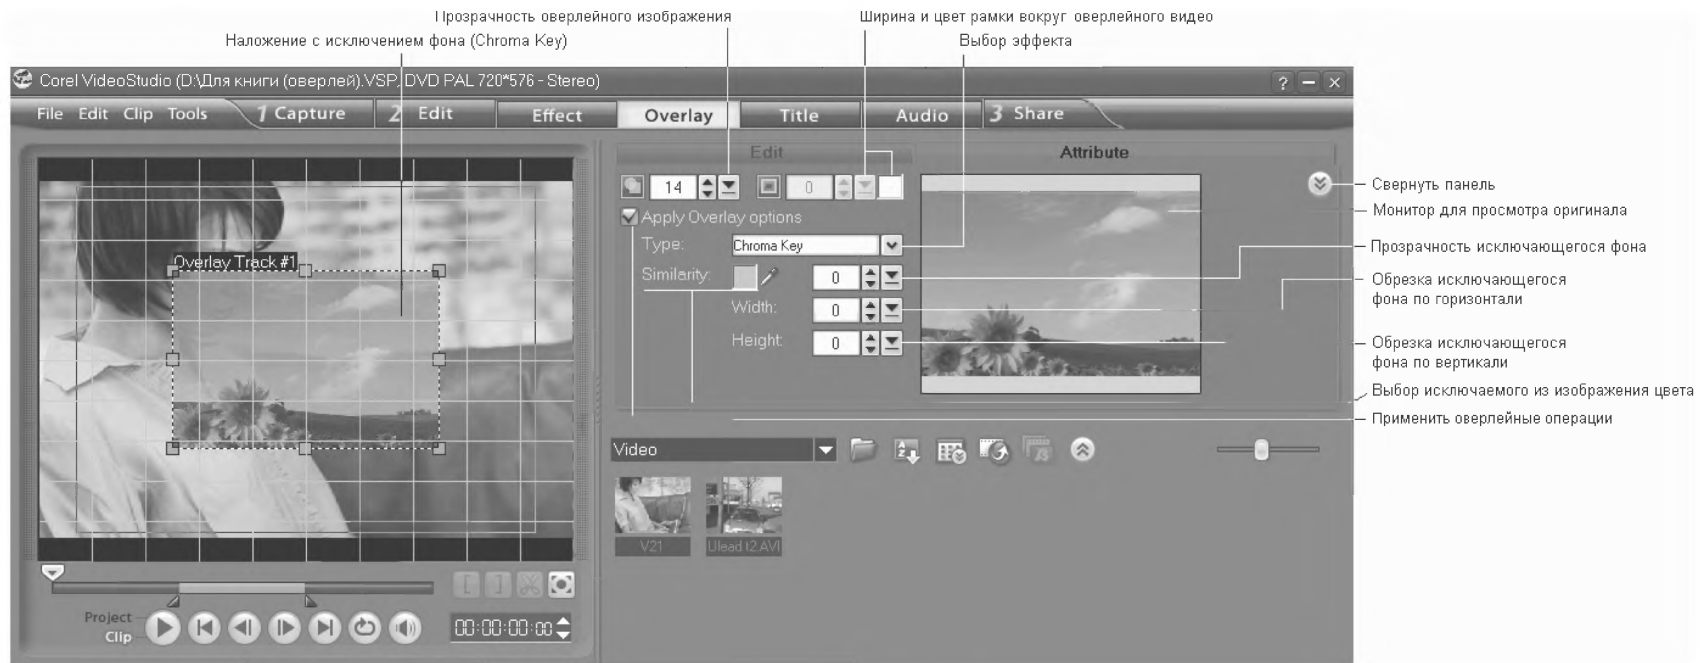 Прозрачность оверлейного изображения
Ширина и цвет рамки вокруг оверлейного видео
Наложение с исключением фона (Chroma Key)
Выбор эффекта
Corel VideoStudio (D:\Для книги (оверлей).VSP, DVD PAL 720*576 - Stereo)
File Edit Clip Tools
1 Capture
2 Edit
Effect
Overlay
Title
Audio
3 Share
Edit
Attribute
14
0
Apply Overlay options
Type:
Chroma Key
Similarity:
0
Width:
0
Height:
0
Overlay Track #1
Свернуть панель
Монитор для просмотра оригинала
Прозрачность исключающегося фона
Обрезка исключающегося
фона по горизонтали
Обрезка исключающегося
фона по вертикали
Выбор исключаемого из изображения цвета
Применить оверлейные операции
Video
V21
Ulead t2.AVI
Project
Clip
00:00:00:00